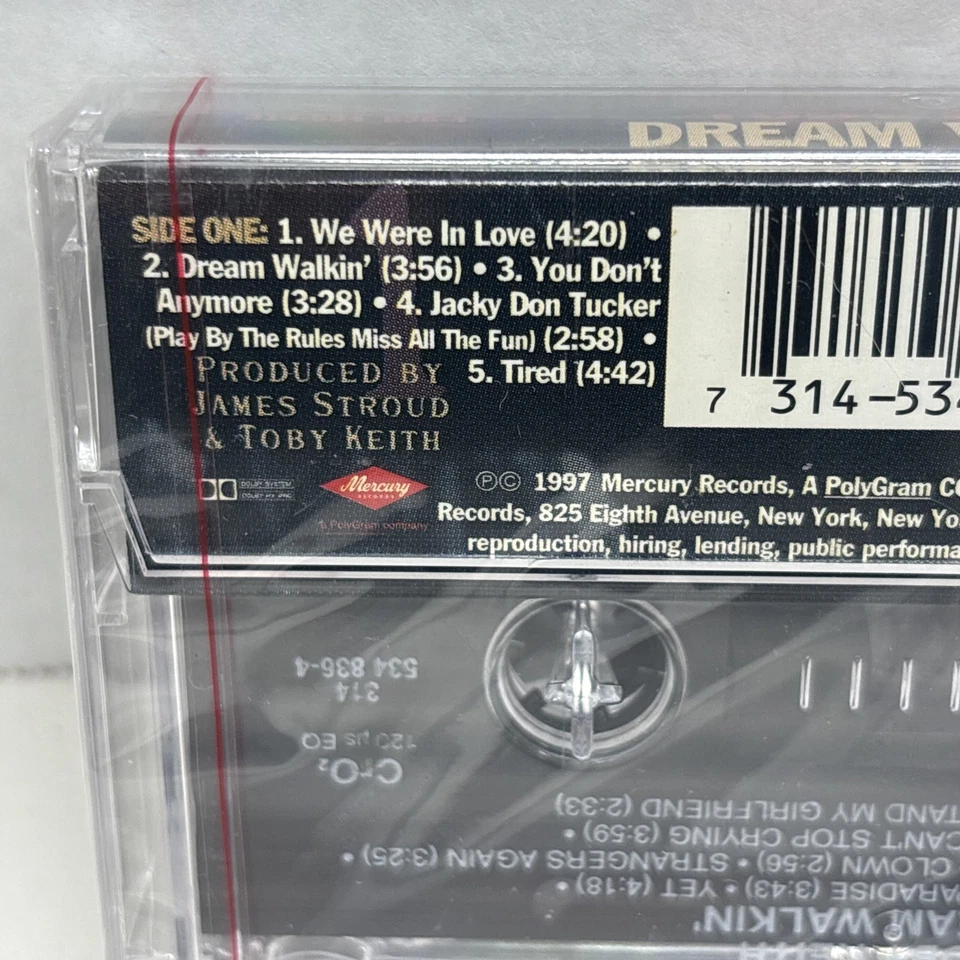 DREAM
SIDE ONE: 1. We Were In Love (4:20) •
2. Dream Walkin' (3:56) • 3. You Don't
Anymore (3:28) • 4. Jacky Don Tucker
(Play By The Rules Miss All The Fun) (2:58) •
5. Tired (4:42)
PRODUCED BY
JAMES STROUD
& TOBY KEITH
7 314-534
DOLBY SYSTEM
Mercury
RECORDS
A PolyGram company
ⓅⒸ 1997 Mercury Records, A PolyGram
Records, 825 Eighth Avenue, New York, New
reproduction, hiring, lending, public
WALKIN'
(3:43) • YET (4:18) •
CLOWN (2:56) • STRANGERS AGAIN (3:25) •
CAN'T STOP CRYING (3:59) •
MY GIRLFRIEND (2:33)
CrO₂
120 µs EQ
314
534 836-4